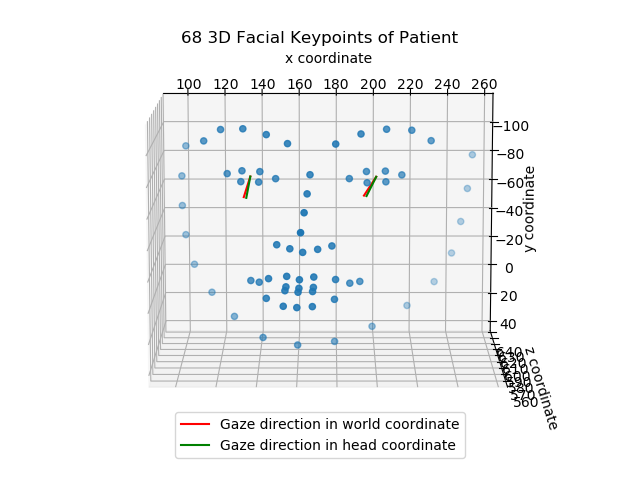 68 3D Facial Keypoints of Patient
x coordinate
100 120 140 160 180 200 220 240 260
−100
−80
−60
−40
−20
0
20
40
y coordinate
z coordinate
560
Gaze direction in world coordinate
Gaze direction in head coordinate